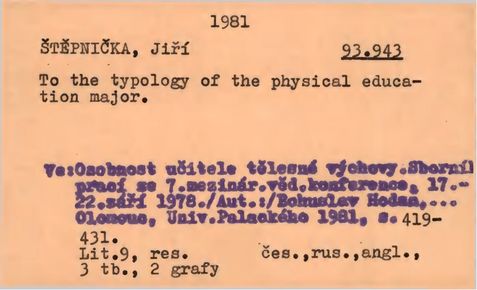 1981
ŠTĚPNIČKA, Jiří 93.943
To the typology of the physical educa-
tion major.
Ve:Osobnost učitele tělesné výchovy.Sborník
prací ze 7.mezinár.věd.konference, 17.-
22.září 1978./Aut.:/Bohuslav Hodan,...
Olomouc, Univ.Palackého 1981, s. 419-
431.
Lit.9, res. čes.,rus.,angl.,
3 tb., 2 grafy